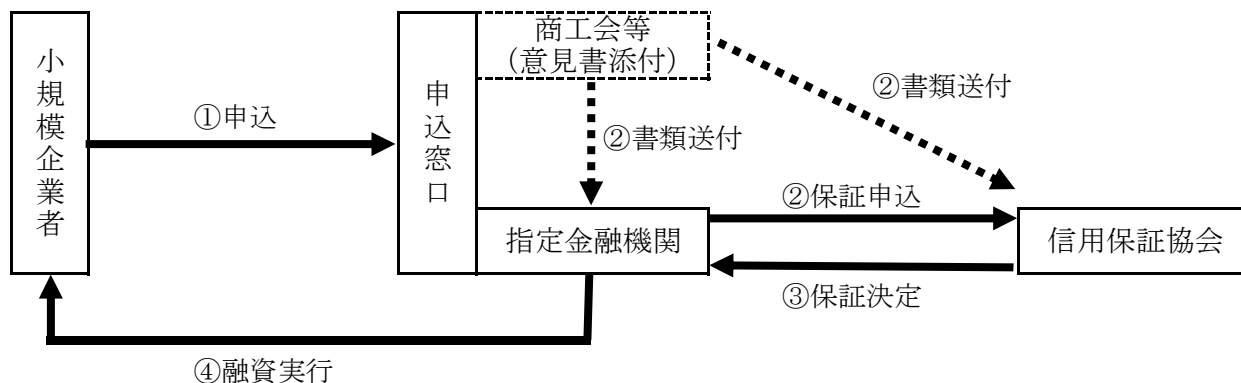 小規模企業者
①申込
申込窓口
商工会等
（意見書添付）
②書類送付
②書類送付
指定金融機関
②保証申込
③保証決定
信用保証協会
④融資実行